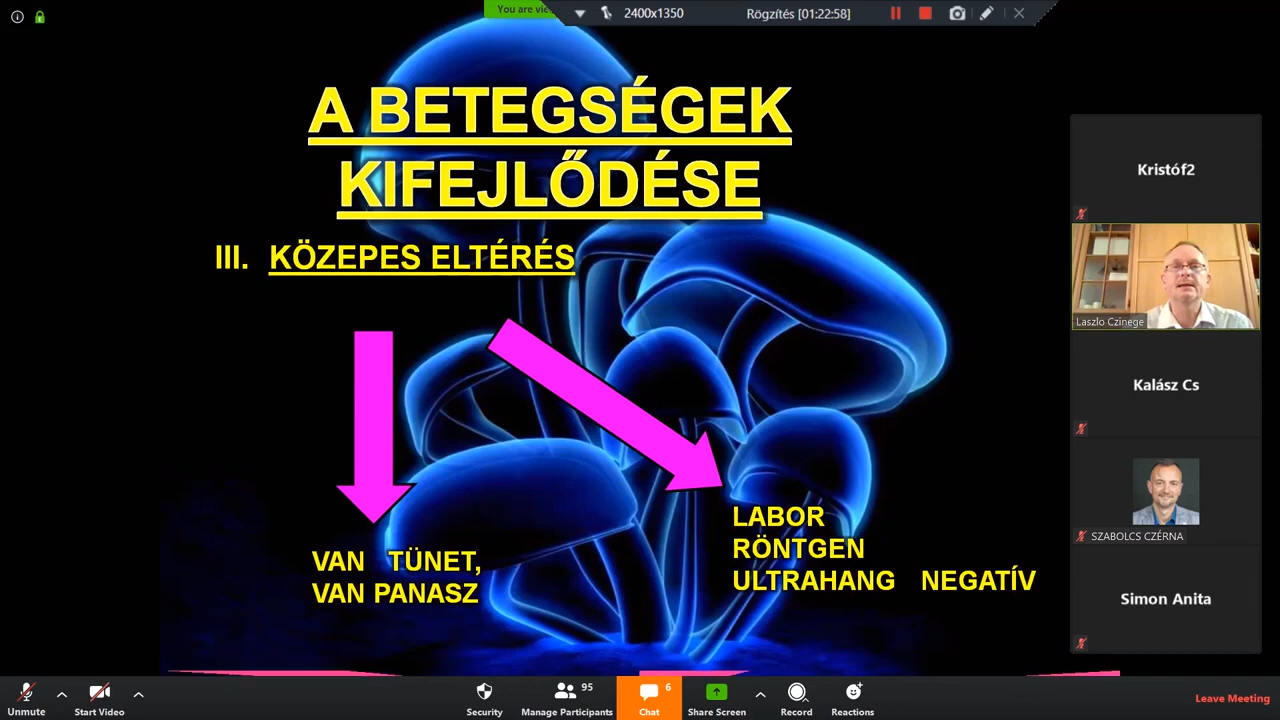 You are vie
2400x1350
Rögzítés [01:22:58]
A BETEGSÉGEK
KIFEJLŐDÉSE
III. KÖZEPES ELTÉRÉS
VAN TÜNET,
VAN PANASZ
LABOR
RÖNTGEN
ULTRAHANG NEGATÍV
Kristóf2
Laszlo Czinege
Kalász Cs
SZABOLCS CZÉRNA
Simon Anita
Unmute
Start Video
Security
95
Manage Participants
6
Chat
Share Screen
Record
Reactions
Leave Meeting